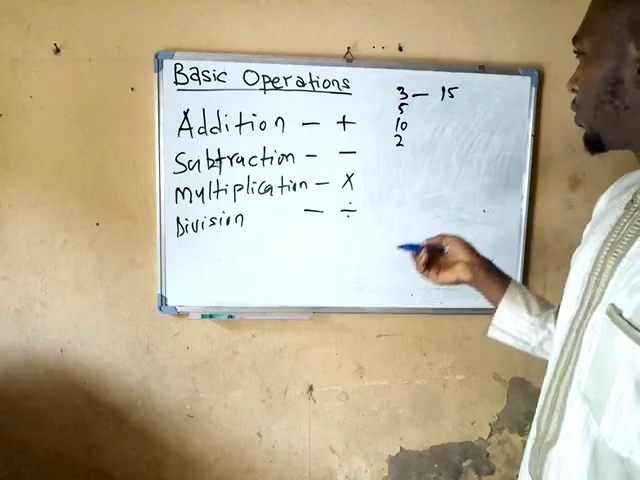 Basic Operations
Addition - +
Subtraction - -
Multiplication - X
Division - ÷
3 - 15
5
10
2